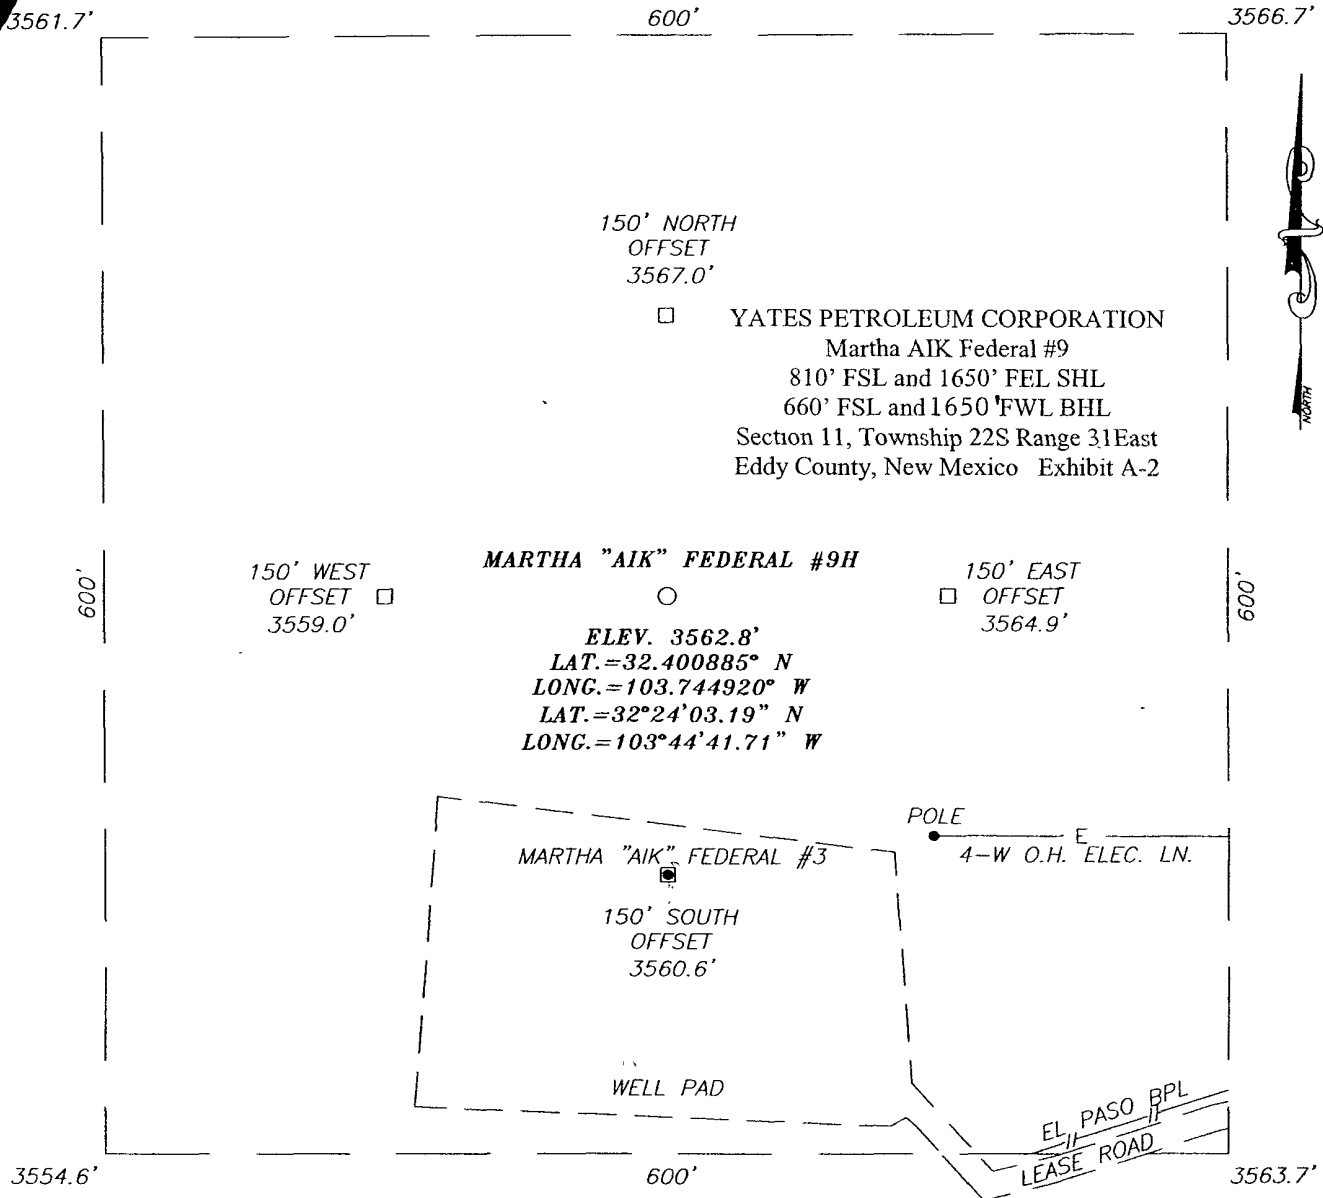 3561.7'
600'
3566.7'
NORTH
150' NORTH
OFFSET
3567.0'
YATES PETROLEUM CORPORATION
Martha AIK Federal #9
810' FSL and 1650' FEL SHL
660' FSL and 1650 'FWL BHL
Section 11, Township 22S Range 31East
Eddy County, New Mexico Exhibit A-2
600'
150' WEST
OFFSET
3559.0'
MARTHA "AIK" FEDERAL #9H
ELEV. 3562.8'
LAT.=32.400885° N
LONG.=103.744920° W
LAT.=32°24'03.19" N
LONG.=103°44'41.71" W
150' EAST
OFFSET
3564.9'
600'
POLE
E
4-W O.H. ELEC. LN.
MARTHA "AIK" FEDERAL #3
150' SOUTH
OFFSET
3560.6'
WELL PAD
EL PASO BPL
LEASE ROAD
3554.6'
600'
3563.7'